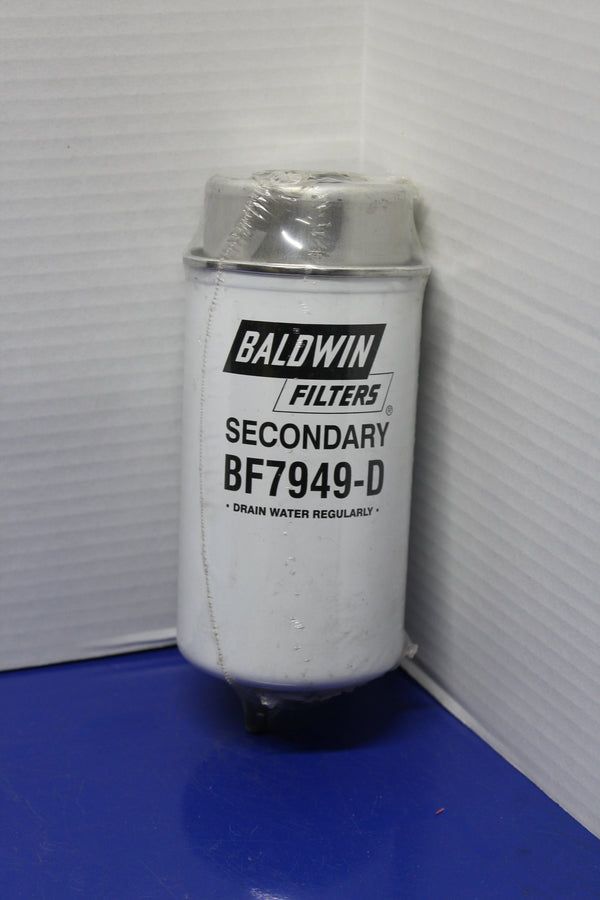 BALDWIN
FILTERS®
SECONDARY
BF7949-D
• DRAIN WATER REGULARLY •